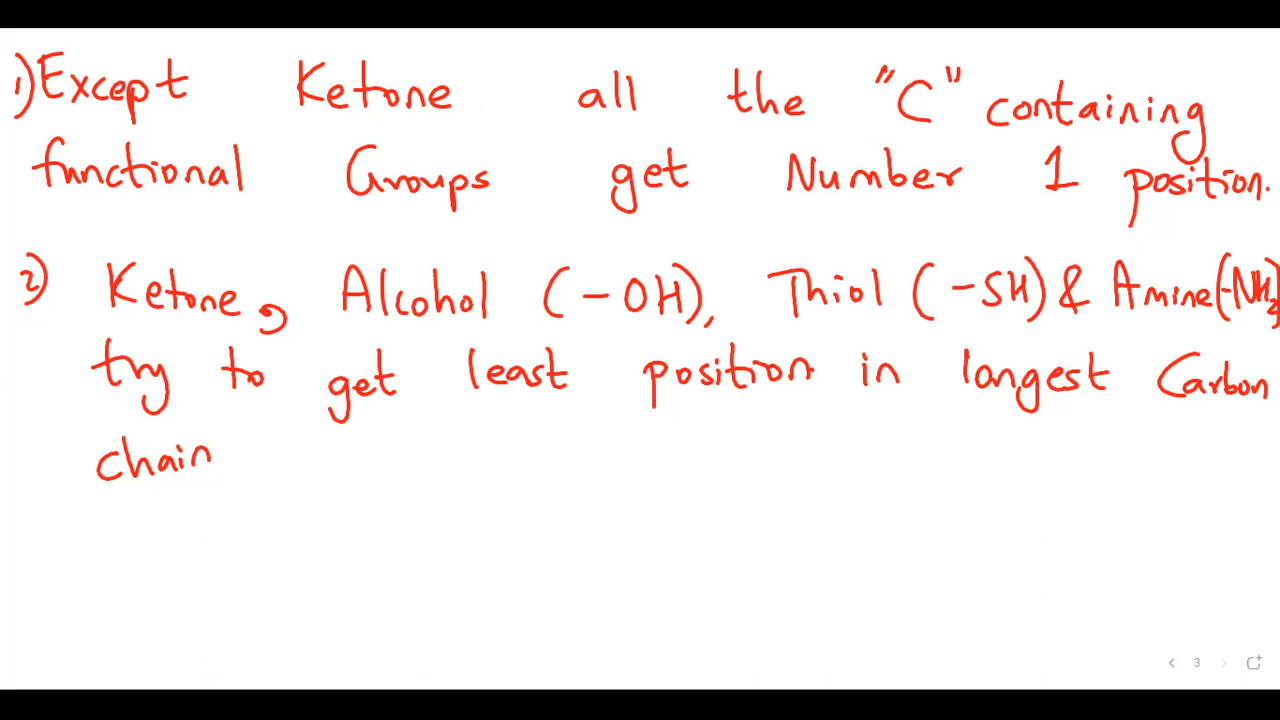 1) Except Ketone all the "C" containing
functional Groups get Number 1 position.
2) Ketone, Alcohol (-OH), Thiol (-SH) & Amine (-NH2)
try to get least position in longest Carbon
chain
3